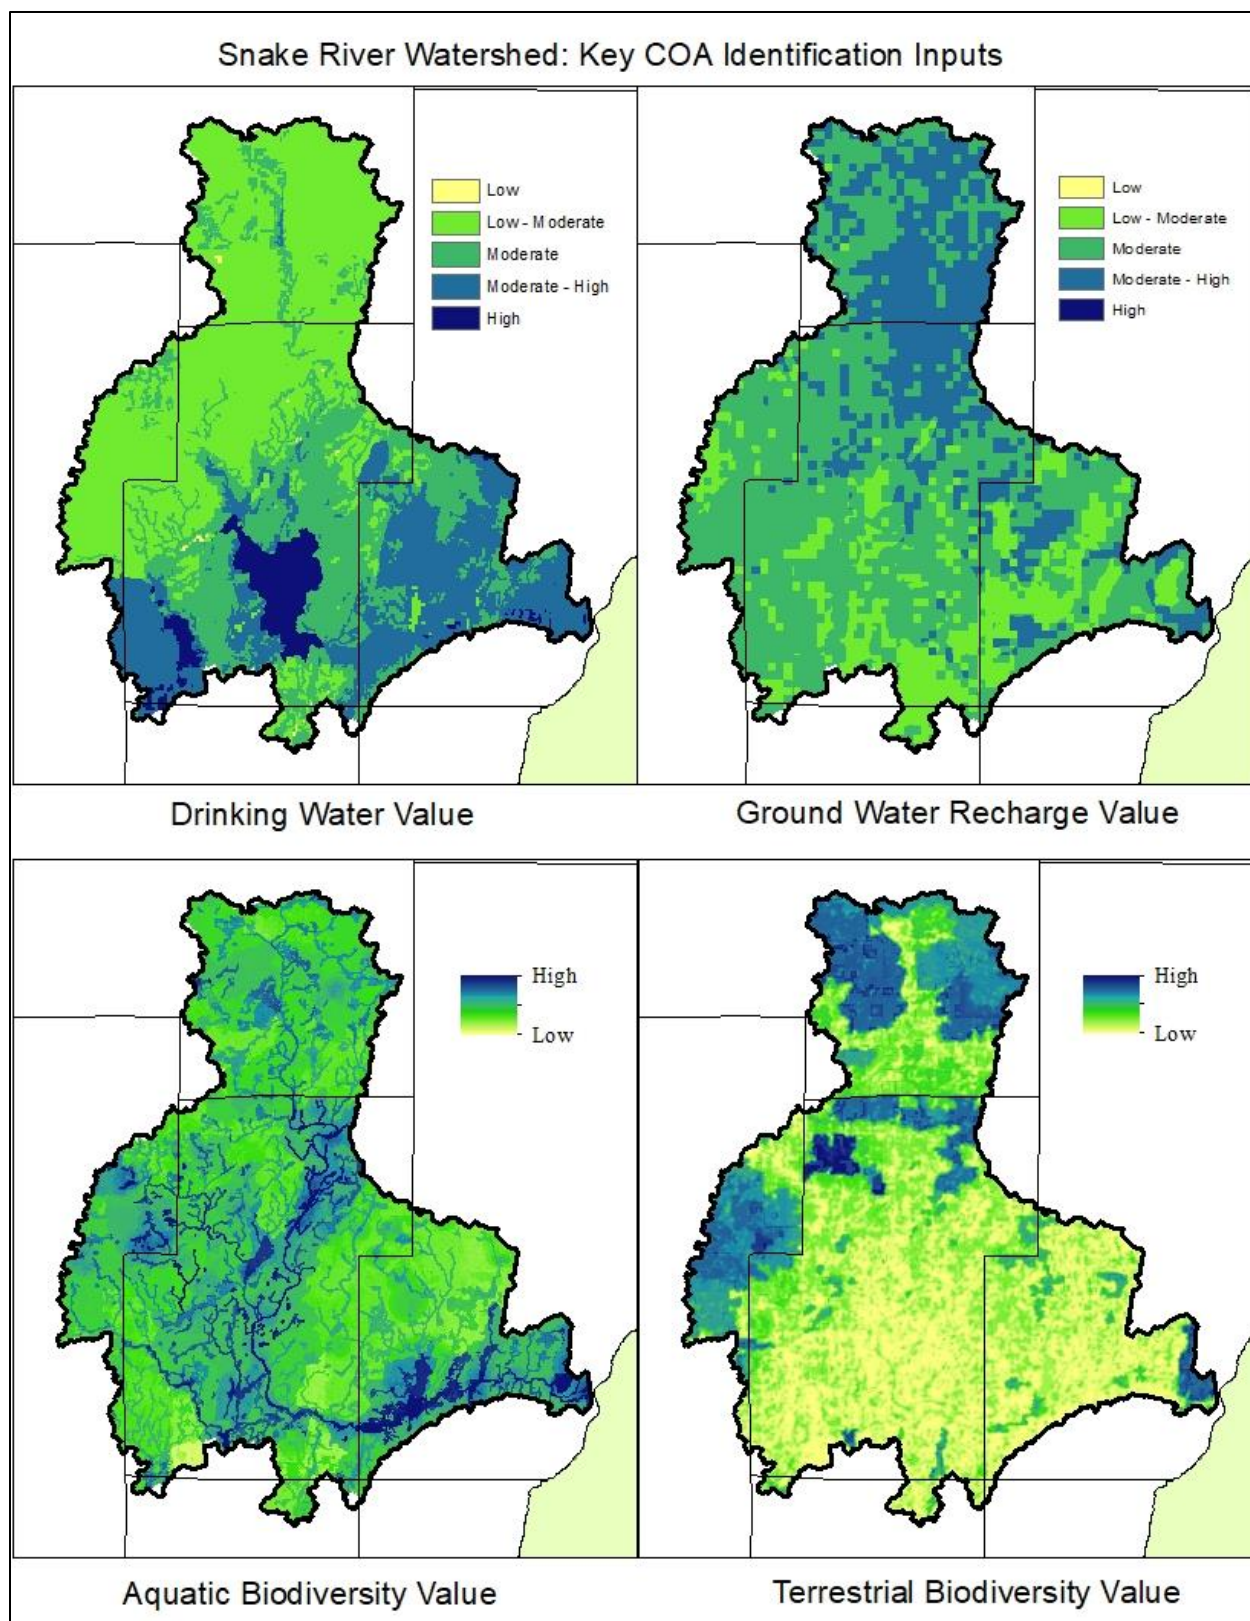 Snake River Watershed: Key COA Identification Inputs
Low
Low - Moderate
Moderate
Moderate - High
High
Low
Low - Moderate
Moderate
Moderate - High
High
Drinking Water Value
Ground Water Recharge Value
High
Low
High
Low
Aquatic Biodiversity Value
Terrestrial Biodiversity Value